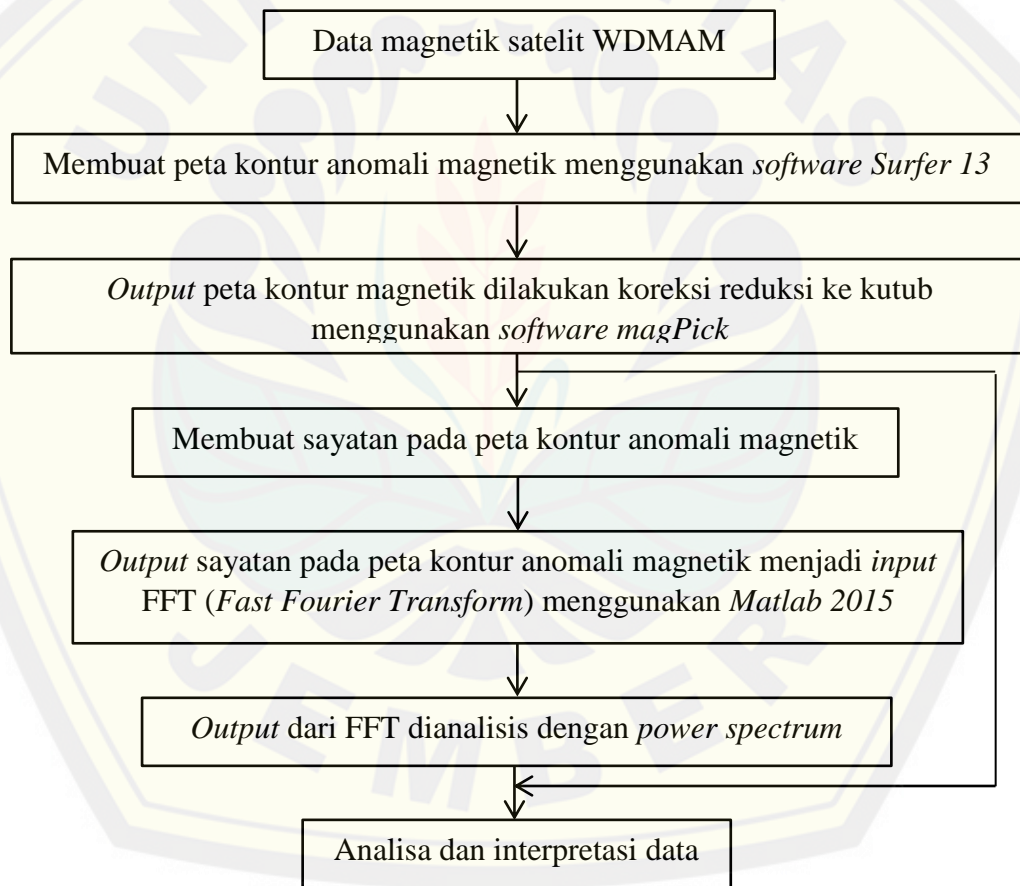 Data magnetik satelit WDMAM
Membuat peta kontur anomali magnetik menggunakan software Surfer 13
Output peta kontur magnetik dilakukan koreksi reduksi ke kutub
menggunakan software magPick
Membuat sayatan pada peta kontur anomali magnetik
Output sayatan pada peta kontur anomali magnetik menjadi input
FFT (Fast Fourier Transform) menggunakan Matlab 2015
Output dari FFT dianalisis dengan power spectrum
JEMBER
Analisa dan interpretasi data